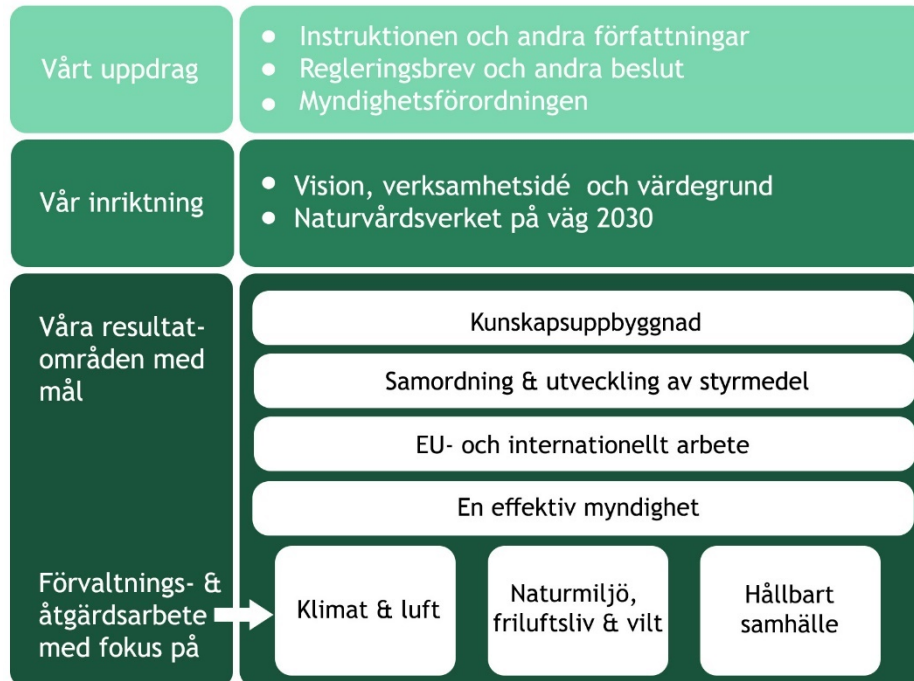 Vårt uppdrag
● Instruktionen och andra författningar
● Regleringsbrev och andra beslut
● Myndighetsförordningen
Vår inriktning
● Vision, verksamhetsidé och värdegrund
● Naturvårdsverket på väg 2030
Våra resultat-
områden med
mål
Kunskapsuppbyggnad
Samordning & utveckling av styrmedel
EU- och internationellt arbete
En effektiv myndighet
Förvaltnings- &
åtgärdsarbete
med fokus på
Klimat & luft
Naturmiljö,
friluftsliv & vilt
Hållbart
samhälle